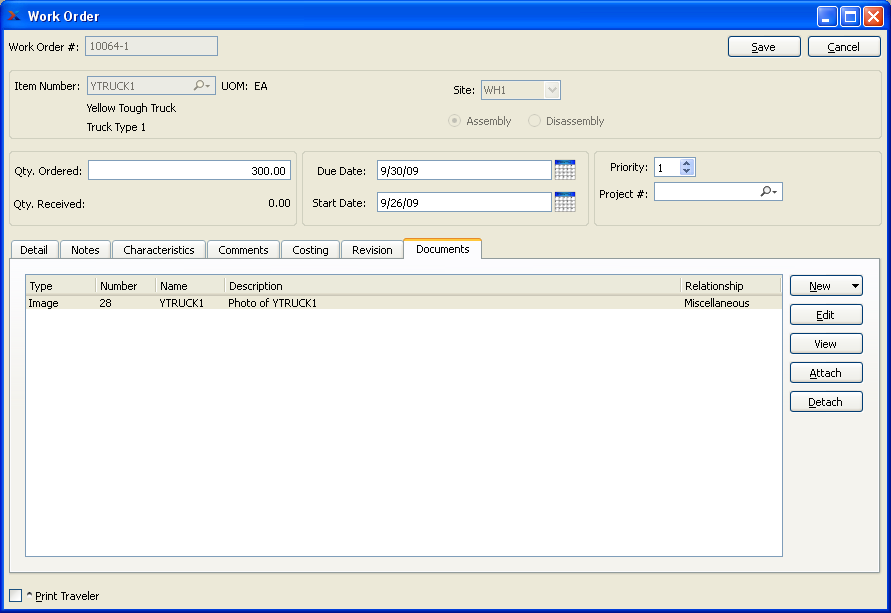 Work Order
Work Order #: 10064-1 Save Cancel
Item Number: YTRUCK1 UOM: EA Site: WH1
Yellow Tough Truck
Truck Type 1
Assembly Disassembly
Qty. Ordered: 300.00 Due Date: 9/30/09 Priority: 1
Qty. Received: 0.00 Start Date: 9/26/09 Project #:
Detail Notes Characteristics Comments Costing Revision Documents
Type Number Name Description Relationship New
Image 28 YTRUCK1 Photo of YTRUCK1 Miscellaneous
Edit
View
Attach
Detach
^ Print Traveler